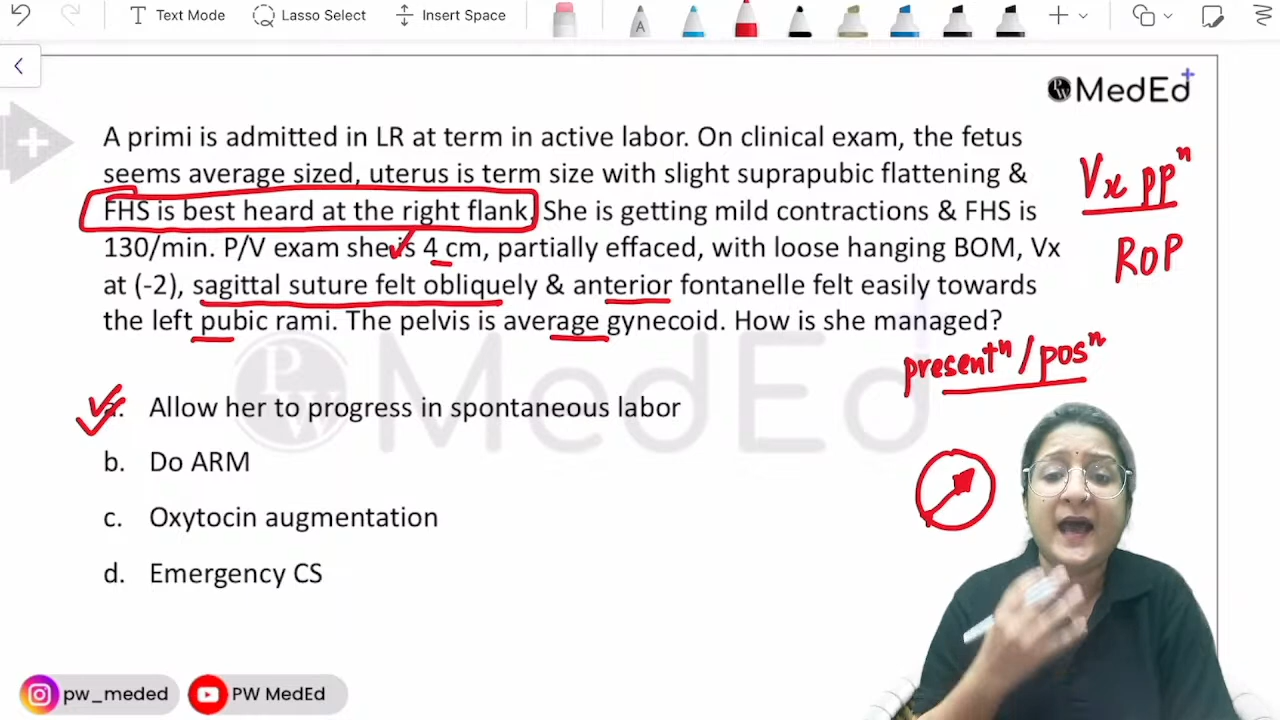 Text Mode
Lasso Select
Insert Space
A
PW MedEd+
A primi is admitted in LR at term in active labor. On clinical exam, the fetus
seems average sized, uterus is term size with slight suprapubic flattening &
FHS is best heard at the right flank. She is getting mild contractions & FHS is
130/min. P/V exam she is 4 cm, partially effaced, with loose hanging BOM, Vx
at (-2), sagittal suture felt obliquely & anterior fontanelle felt easily towards
the left pubic rami. The pelvis is average gynecoid. How is she managed?
Vx ppⁿ
ROP
presentⁿ/posⁿ
a. Allow her to progress in spontaneous labor
b. Do ARM
c. Oxytocin augmentation
d. Emergency CS
PW MedEd
pw_meded
PW MedEd